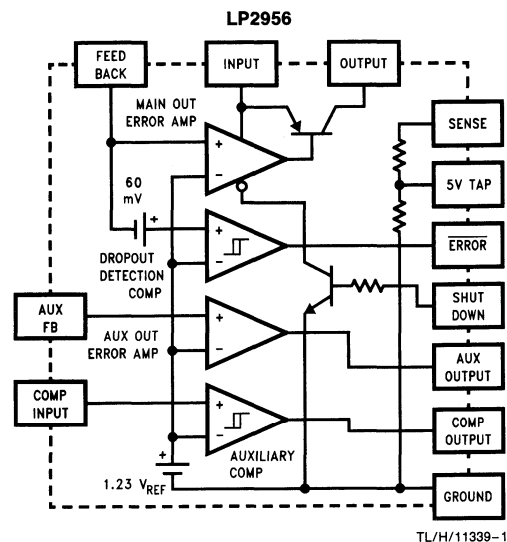 LP2956
FEED
BACK
INPUT
OUTPUT
MAIN OUT
ERROR AMP
SENSE
+
−
60
mV
+
5V TAP
+
−
DROPOUT
DETECTION
COMP
ERROR
AUX
FB
+
−
AUX OUT
ERROR AMP
SHUT
DOWN
AUX
OUTPUT
COMP
INPUT
+
−
AUXILIARY
COMP
COMP
OUTPUT
+
1.23 VREF
GROUND
TL/H/11339-1